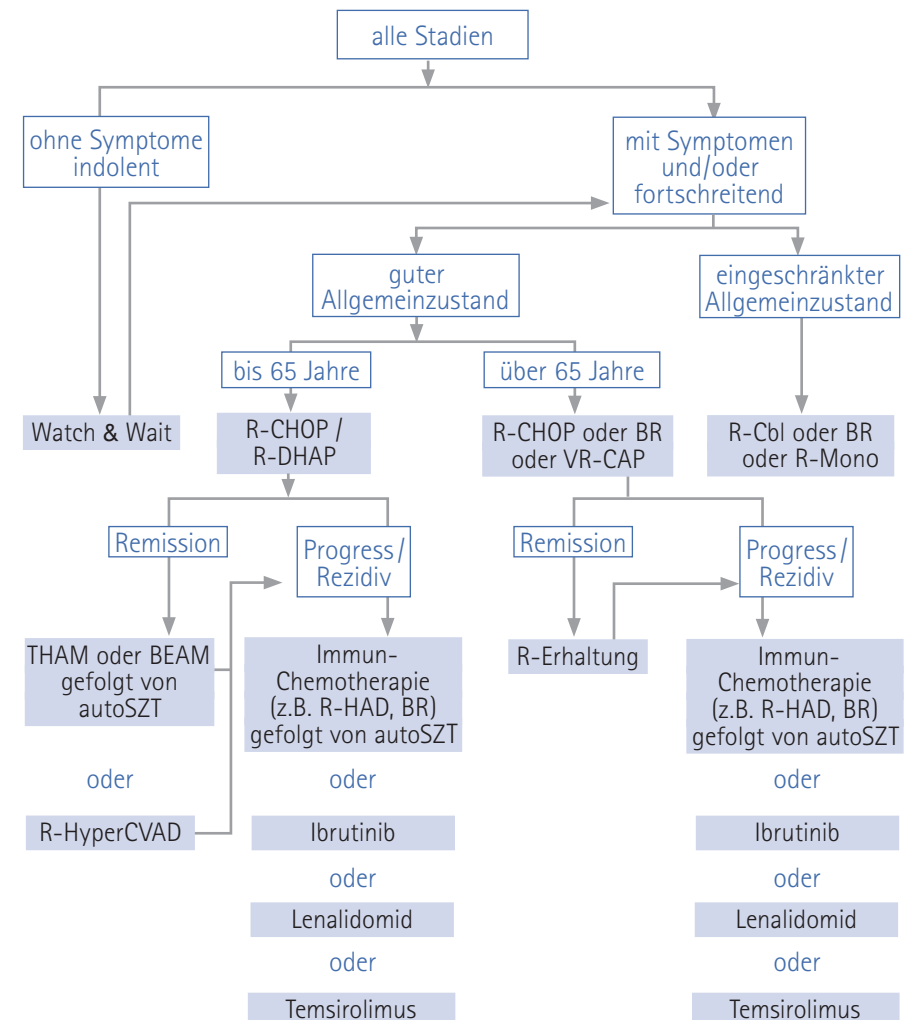 alle Stadien
ohne Symptome
indolent
mit Symptomen
und/oder
fortschreitend
guter
Allgemeinzustand
eingeschränkter
Allgemeinzustand
bis 65 Jahre
über 65 Jahre
Watch & Wait
R-CHOP /
R-DHAP
R-CHOP oder BR
oder VR-CAP
R-Cbl oder BR
oder R-Mono
Remission
Progress/
Rezidiv
Remission
Progress/
Rezidiv
THAM oder BEAM
gefolgt von
autoSZT
oder
R-HyperCVAD
Immun-
Chemotherapie
(z.B. R-HAD, BR)
gefolgt von autoSZT
oder
Ibrutinib
oder
Lenalidomid
oder
Temsirolimus
R-Erhaltung
Immun-
Chemotherapie
(z.B. R-HAD, BR)
gefolgt von autoSZT
oder
Ibrutinib
oder
Lenalidomid
oder
Temsirolimus